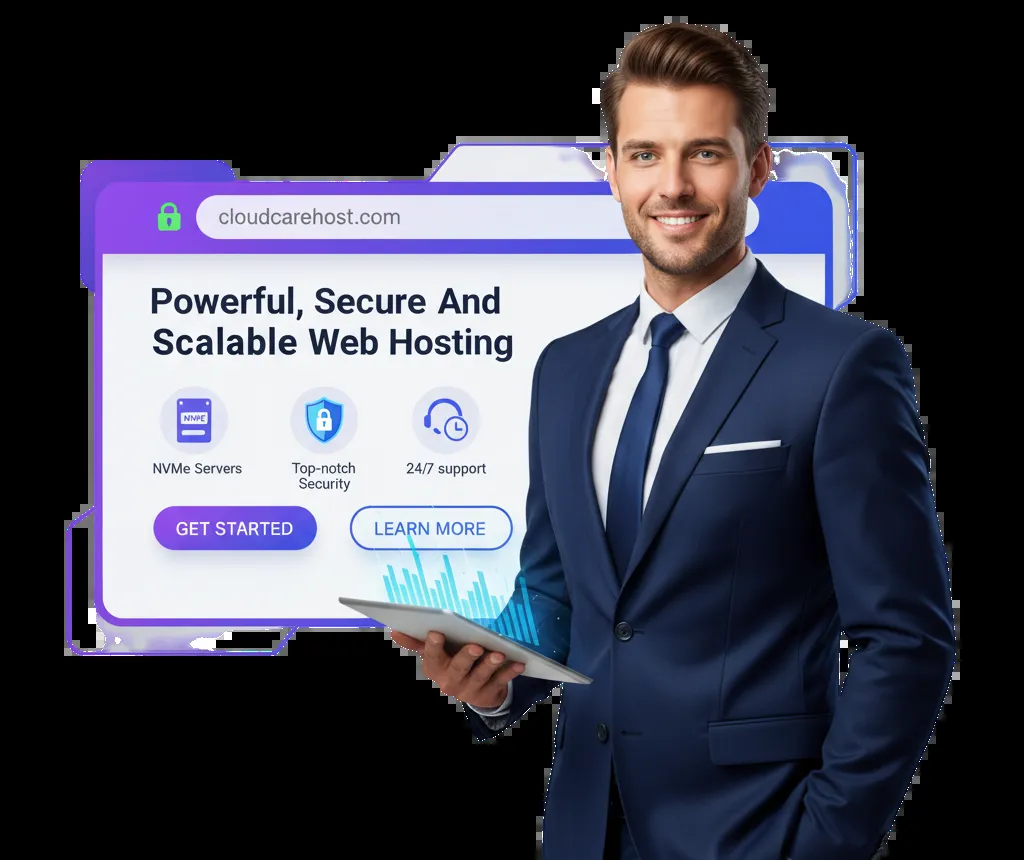 cloudcarehost.com
Powerful, Secure And
Scalable Web Hosting
NVMe Servers
Top-notch
Security
24/7 support
GET STARTED
LEARN MORE